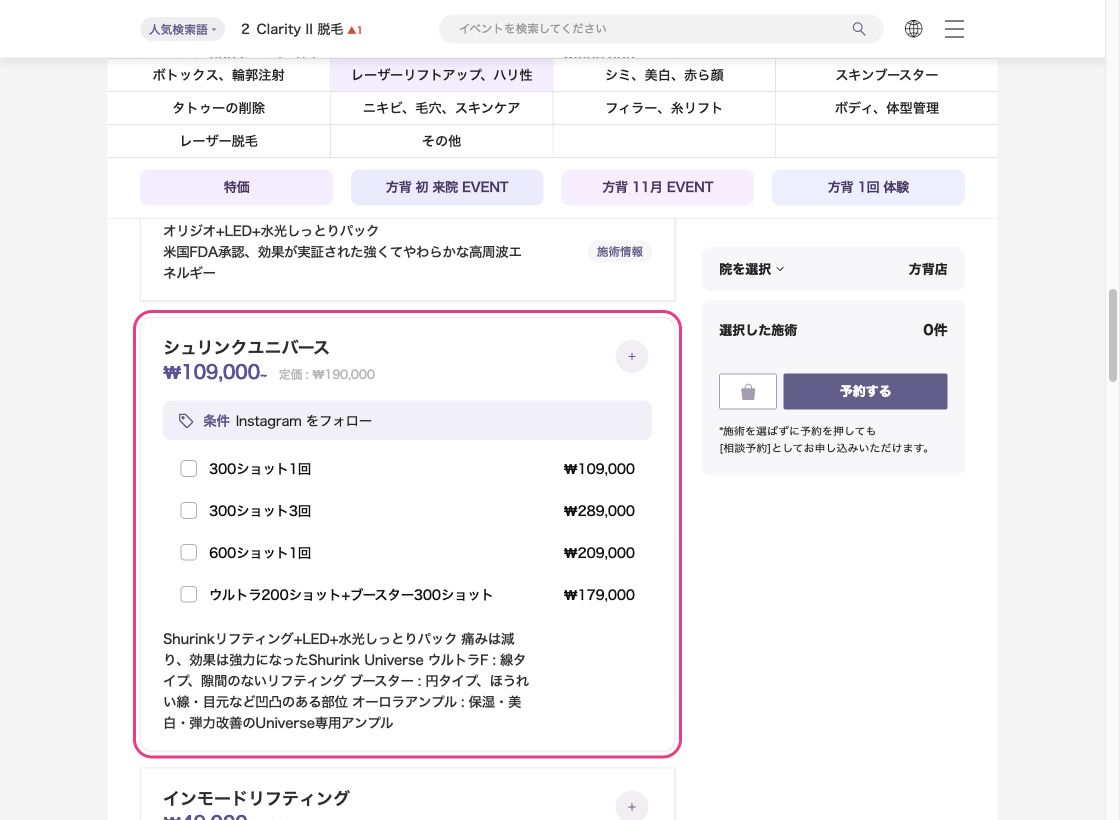 人気検索語
2 Clarity II 脱毛 ▲1
イベントを検索してください
ボトックス、輪郭注射
レーザーリフトアップ、ハリ性
シミ、美白、赤ら顔
スキンブースター
タトゥーの削除
ニキビ、毛穴、スキンケア
フィラー、糸リフト
ボディ、体型管理
レーザー脱毛
その他
特価
方背 初 来院 EVENT
方背 11月 EVENT
方背 1回 体験
オリジオ+LED+水光しっとりパック
米国FDA承認、効果が実証された強くてやわらかな高周波エ
ネルギー
施術情報
シュリンクユニバース
₩109,000~ 定価 : ₩190,000
+
条件 Instagram をフォロー
300ショット1回 ₩109,000
300ショット3回 ₩289,000
600ショット1回 ₩209,000
ウルトラ200ショット+ブースター300ショット ₩179,000
Shurinkリフティング+LED+水光しっとりパック 痛みは減
り、効果は強力になったShurink Universe ウルトラF : 線タ
イプ、隙間のないリフティング ブースター : 円タイプ、ほうれ
い線・目元など凹凸のある部位 オーロラアンプル : 保湿・美
白・弾力改善のUniverse専用アンプル
インモードリフティング
₩49,000
+
院を選択 方背店
選択した施術 0件
予約する
*施術を選ばずに予約を押しても
[相談予約]としてお申し込みいただけます。